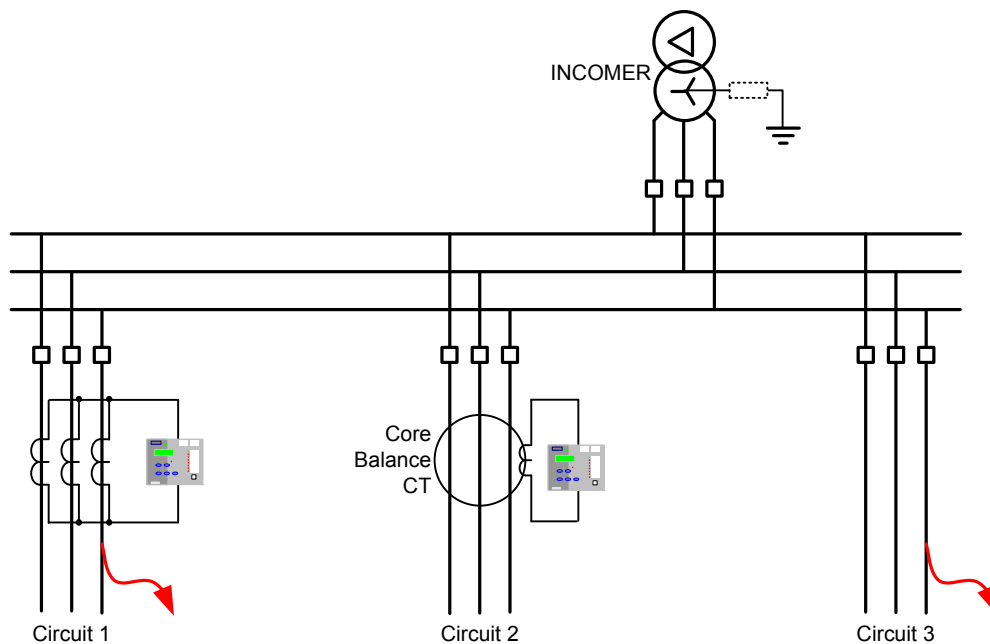 INCOMER
Core
Balance
CT
Circuit 1
Circuit 2
Circuit 3